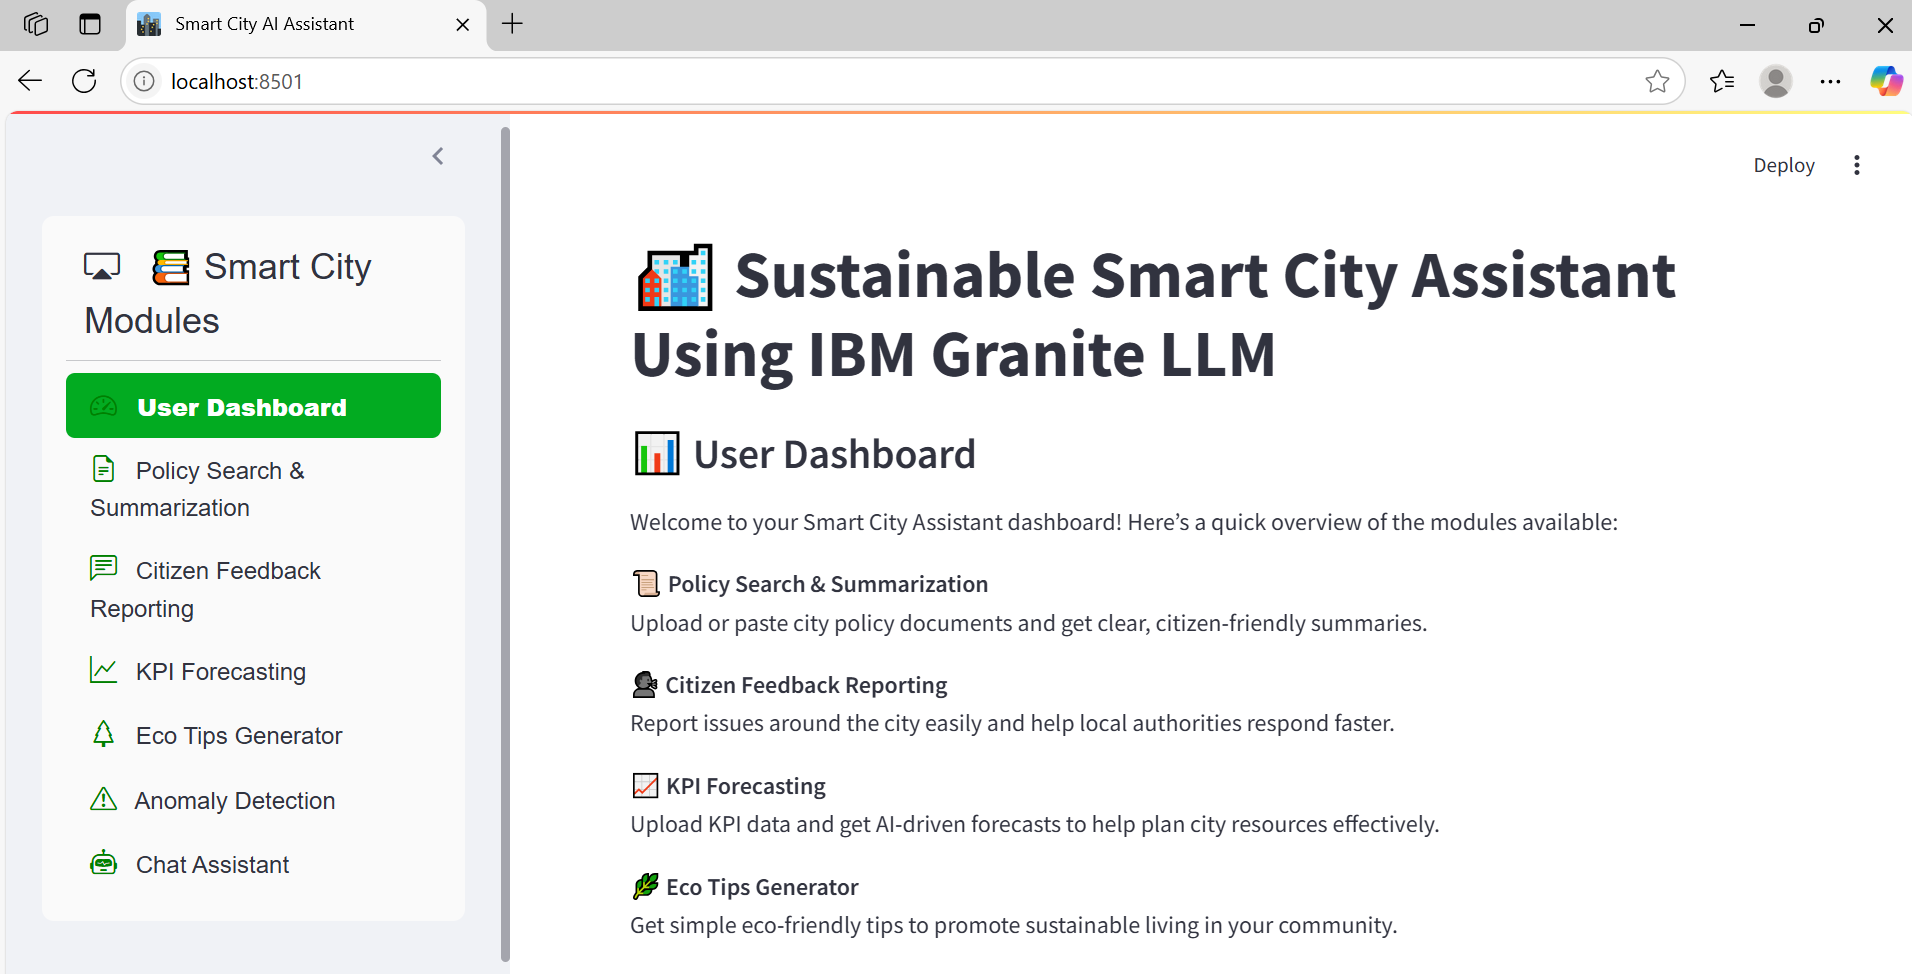 Smart City AI Assistant
localhost:8501
Deploy
Smart City
Modules
User Dashboard
Policy Search &
Summarization
Citizen Feedback
Reporting
KPI Forecasting
Eco Tips Generator
Anomaly Detection
Chat Assistant
Sustainable Smart City Assistant
Using IBM Granite LLM
User Dashboard
Welcome to your Smart City Assistant dashboard! Here’s a quick overview of the modules available:
Policy Search & Summarization
Upload or paste city policy documents and get clear, citizen-friendly summaries.
Citizen Feedback Reporting
Report issues around the city easily and help local authorities respond faster.
KPI Forecasting
Upload KPI data and get AI-driven forecasts to help plan city resources effectively.
Eco Tips Generator
Get simple eco-friendly tips to promote sustainable living in your community.